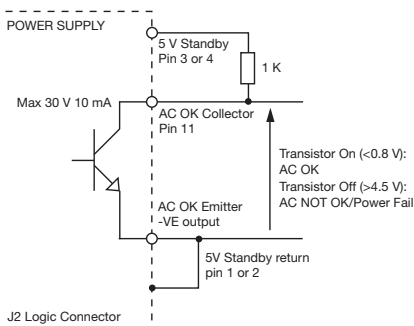 POWER SUPPLY
5 V Standby
Pin 3 or 4
1 K
Max 30 V 10 mA
AC OK Collector
Pin 11
Transistor On (<0.8 V):
AC OK
Transistor Off (>4.5 V):
AC NOT OK/Power Fail
AC OK Emitter
-VE output
5V Standby return
pin 1 or 2
J2 Logic Connector